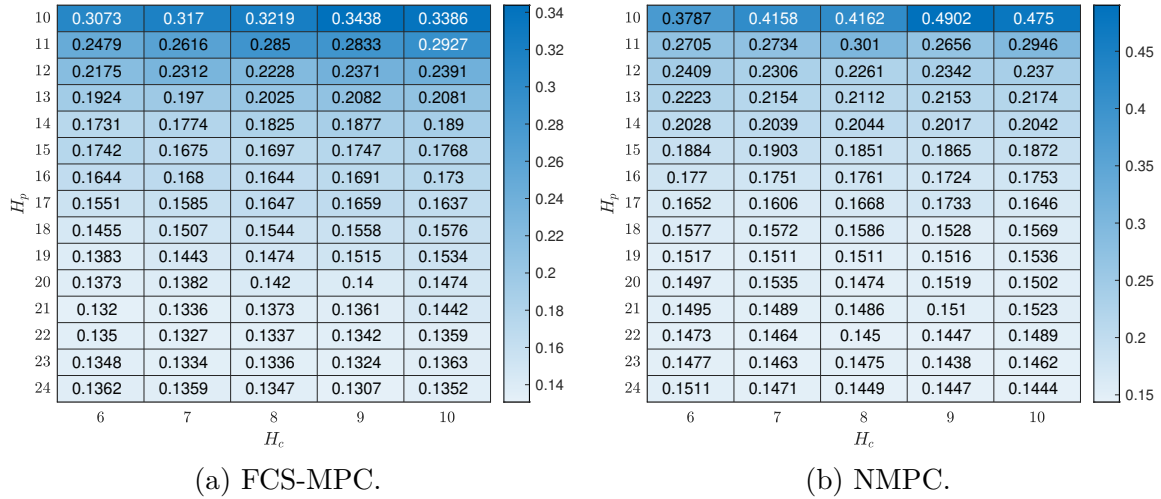 10 0.3073 0.317 0.3219 0.3438 0.3386
11 0.2479 0.2616 0.285 0.2833 0.2927
12 0.2175 0.2312 0.2228 0.2371 0.2391
13 0.1924 0.197 0.2025 0.2082 0.2081
14 0.1731 0.1774 0.1825 0.1877 0.189
15 0.1742 0.1675 0.1697 0.1747 0.1768
16 0.1644 0.168 0.1644 0.1691 0.173
17 0.1551 0.1585 0.1647 0.1659 0.1637
18 0.1455 0.1507 0.1544 0.1558 0.1576
19 0.1383 0.1443 0.1474 0.1515 0.1534
20 0.1373 0.1382 0.142 0.14 0.1474
21 0.132 0.1336 0.1373 0.1361 0.1442
22 0.135 0.1327 0.1337 0.1342 0.1359
23 0.1348 0.1334 0.1336 0.1324 0.1363
24 0.1362 0.1359 0.1347 0.1307 0.1352
6 7 8 9 10
H_p
H_c
0.34
0.32
0.3
0.28
0.26
0.24
0.22
0.2
0.18
0.16
0.14
(a) FCS-MPC.
10 0.3787 0.4158 0.4162 0.4902 0.475
11 0.2705 0.2734 0.301 0.2656 0.2946
12 0.2409 0.2306 0.2261 0.2342 0.237
13 0.2223 0.2154 0.2112 0.2153 0.2174
14 0.2028 0.2039 0.2044 0.2017 0.2042
15 0.1884 0.1903 0.1851 0.1865 0.1872
16 0.177 0.1751 0.1761 0.1724 0.1753
17 0.1652 0.1606 0.1668 0.1733 0.1646
18 0.1577 0.1572 0.1586 0.1528 0.1569
19 0.1517 0.1511 0.1511 0.1516 0.1536
20 0.1497 0.1535 0.1474 0.1519 0.1502
21 0.1495 0.1489 0.1486 0.151 0.1523
22 0.1473 0.1464 0.145 0.1447 0.1489
23 0.1477 0.1463 0.1475 0.1438 0.1462
24 0.1511 0.1471 0.1449 0.1447 0.1444
6 7 8 9 10
H_p
H_c
0.45
0.4
0.35
0.3
0.25
0.2
0.15
(b) NMPC.